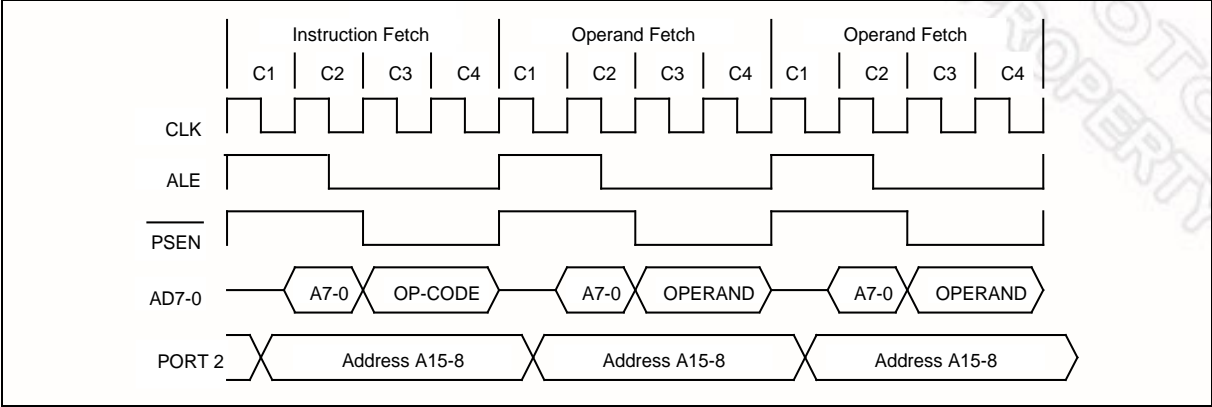 Instruction Fetch Operand Fetch Operand Fetch
C1 C2 C3 C4 C1 C2 C3 C4 C1 C2 C3 C4
CLK
ALE
PSEN
AD7-0 A7-0 OP-CODE A7-0 OPERAND A7-0 OPERAND
PORT 2 Address A15-8 Address A15-8 Address A15-8
PROPERTY